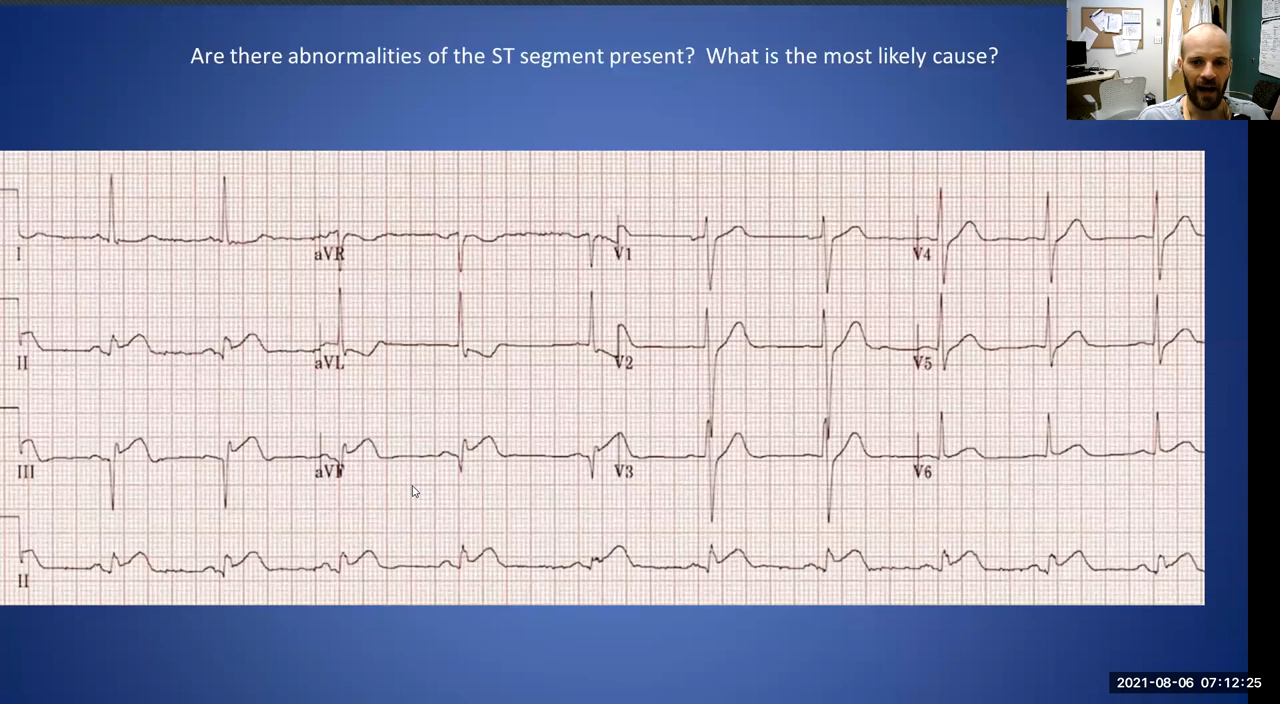 Are there abnormalities of the ST segment present?  What is the most likely cause?
I aVR V1 V4
II aVL V2 V5
III aVF V3 V6
II
2021-08-06 07:12:25